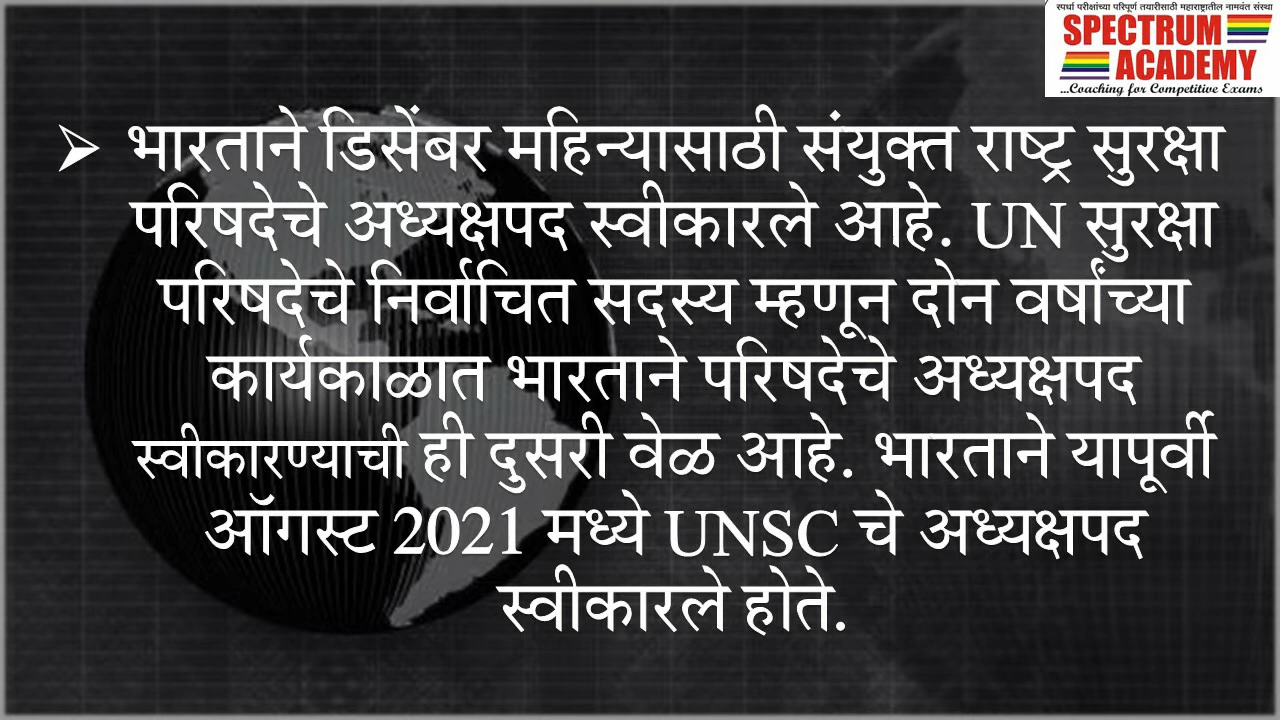 स्पर्धा परीक्षांच्या परिपूर्ण तयारीसाठी महाराष्ट्रातील नामवंत संस्था
SPECTRUM
ACADEMY
...Coaching for Competitive Exams
➢ भारताने डिसेंबर महिन्यासाठी संयुक्त राष्ट्र सुरक्षा
परिषदेचे अध्यक्षपद स्वीकारले आहे. UN सुरक्षा
परिषदेचे निर्वाचित सदस्य म्हणून दोन वर्षांच्या
कार्यकाळात भारताने परिषदेचे अध्यक्षपद
स्वीकारण्याची ही दुसरी वेळ आहे. भारताने यापूर्वी
ऑगस्ट 2021 मध्ये UNSC चे अध्यक्षपद
स्वीकारले होते.